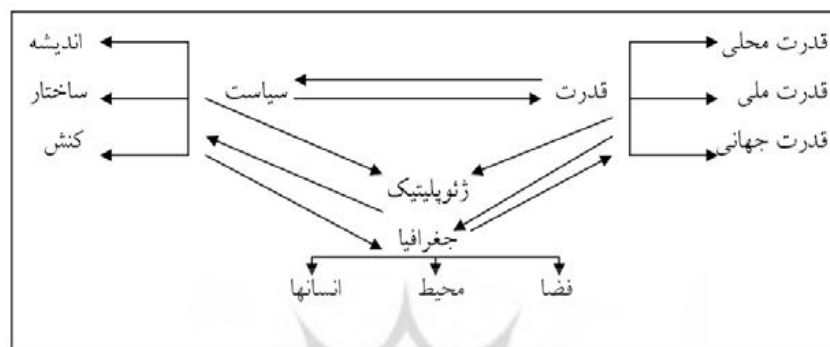 قدرت محلی
اندیشه
قدرت ملی
قدرت
سیاست
ساختار
قدرت جهانی
کنش
ژئوپلیتیک
جغرافیا
فضا
محیط
انسانها